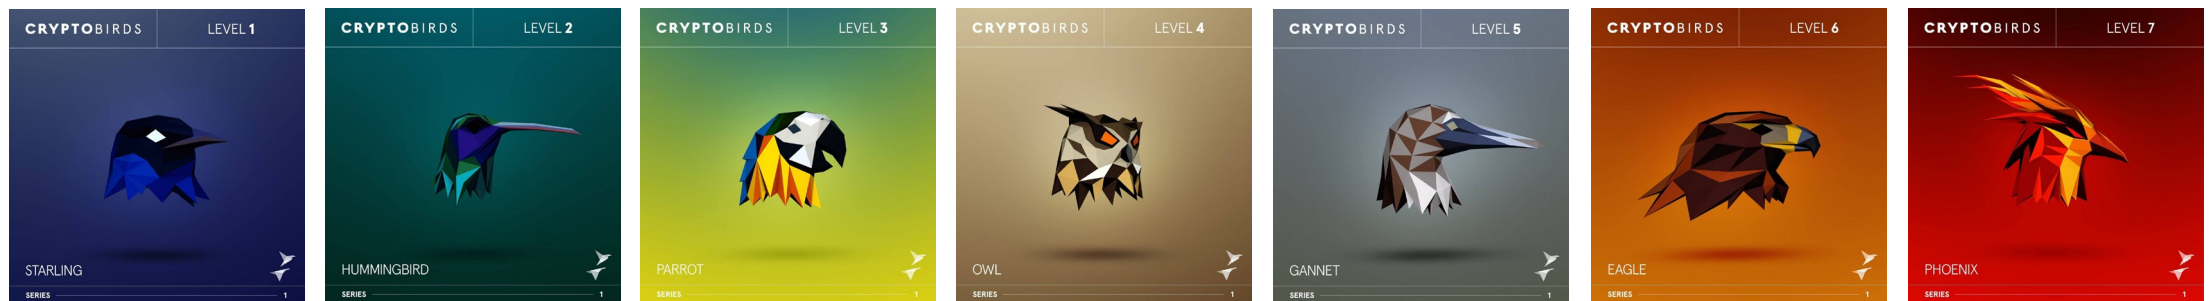 CRYPTOBIRDS LEVEL 1
STARLING
SERIES 1
CRYPTOBIRDS LEVEL 2
HUMMINGBIRD
SERIES 1
CRYPTOBIRDS LEVEL 3
PARROT
SERIES 1
CRYPTOBIRDS LEVEL 4
OWL
SERIES 1
CRYPTOBIRDS LEVEL 5
GANNET
SERIES 1
CRYPTOBIRDS LEVEL 6
EAGLE
SERIES 1
CRYPTOBIRDS LEVEL 7
PHOENIX
SERIES 1